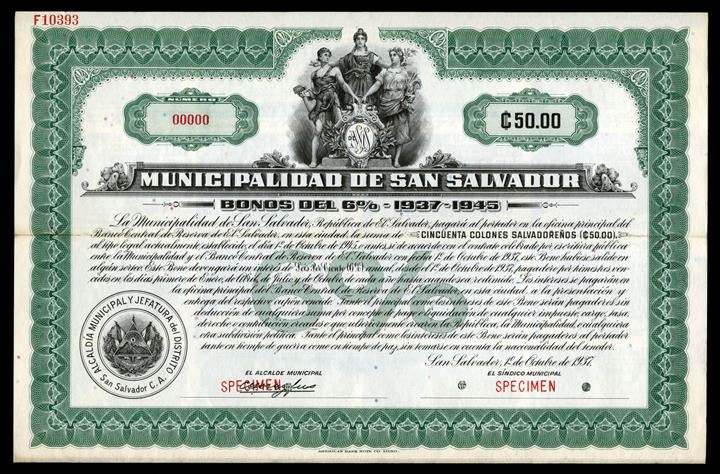 F10393
NUMERO
00000
₡50.00
MUNICIPALIDAD DE SAN SALVADOR
BONOS DEL 6% - 1937-1945
La Municipalidad de San Salvador, República de El Salvador, pagará al portador en la oficina principal del
Banco Central de Reserva de El Salvador, en esta ciudad, la suma de CINCUENTA COLONES SALVADOREÑOS (₡50.00),
al tipo legal actualmente establecido, el día 1º de Octubre de 1945 o antes, si de acuerdo con el contrato celebrado por escritura pública
entre la Municipalidad y el Banco Central de Reserva de El Salvador con fecha 1º de Octubre de 1937, este Bono hubiese salido en
algún sorteo. Este Bono devengará un interés del Seis Por Ciento (6%) anual, desde el 1º de Octubre de 1937, pagadero por trimestres ven
cidos en los días primero de Enero, de Abril, de Julio y de Octubre de cada año hasta su redención. Los intereses se pagarán en
la oficina principal del Banco Central de Reserva de El Salvador en esta ciudad, a la presentación y
entrega del respectivo cupón vencido. Tanto el principal como los intereses de este Bono serán pagaderos sin
deducción de cualquiera suma por concepto de pago o liquidación de cualquier impuesto, cargo, tasa,
derecho o contribución creados o que ulteriormente creare la República, la Municipalidad, o cualquiera
otra subdivisión política. Tanto el principal como los intereses de este Bono serán pagaderos al portador
tanto en tiempo de guerra como en tiempo de paz, sin tomarse en cuenta la nacionalidad del tenedor.
San Salvador, 1º de Octubre de 1937.
6%
ALCALDÍA MUNICIPAL Y JEFATURA del DISTRITO
San Salvador C. A.
EL ALCALDE MUNICIPAL
SPECIMEN
EL SÍNDICO MUNICIPAL
SPECIMEN
AMERICAN BANK NOTE CO.